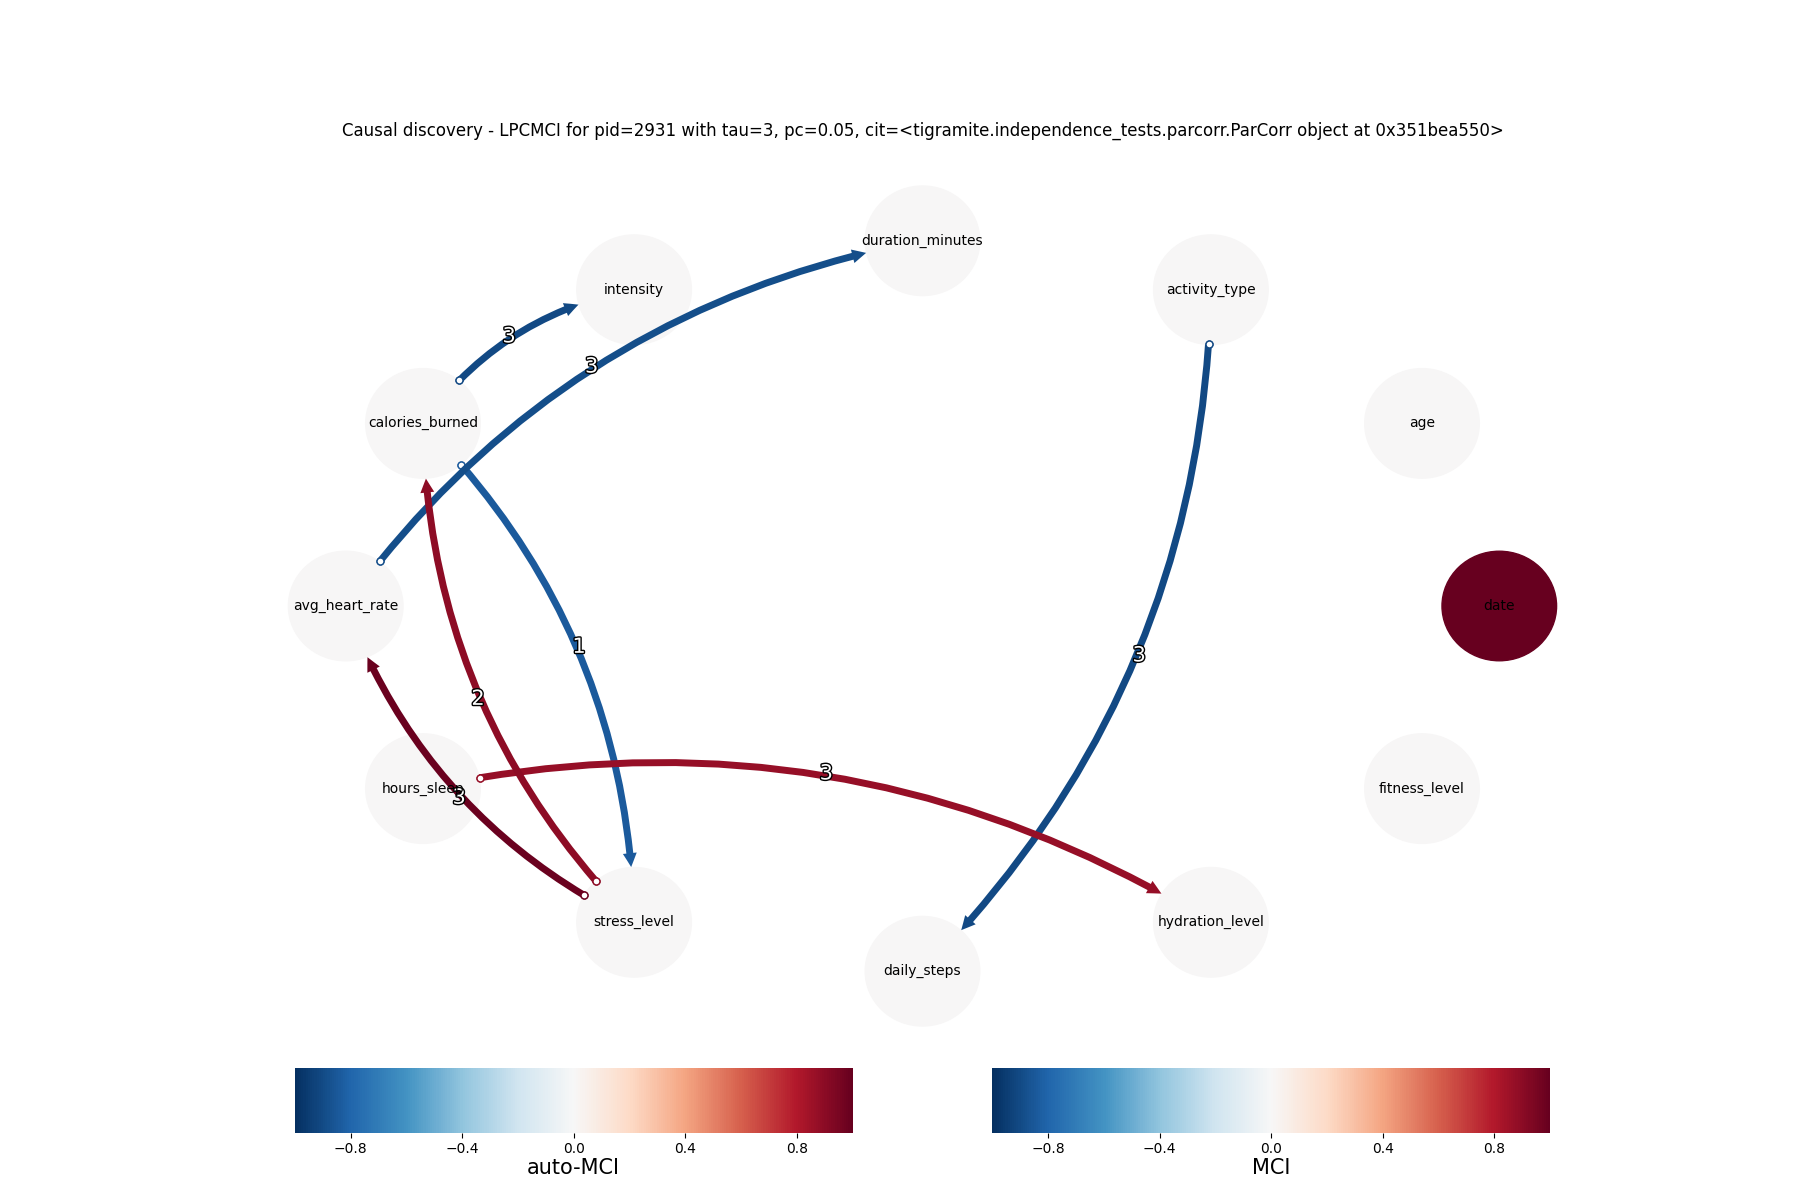 Causal discovery - LPCMCI for pid=2931 with tau=3, pc=0.05, cit=<tigramite.independence_tests.parcorr.ParCorr object at 0x351bea550>
duration_minutes
intensity
activity_type
3
3
calories_burned
age
avg_heart_rate
date
1
3
2
3
hours_sleep
3
fitness_level
stress_level
hydration_level
daily_steps
−0.8 −0.4 0.0 0.4 0.8
auto-MCI
−0.8 −0.4 0.0 0.4 0.8
MCI